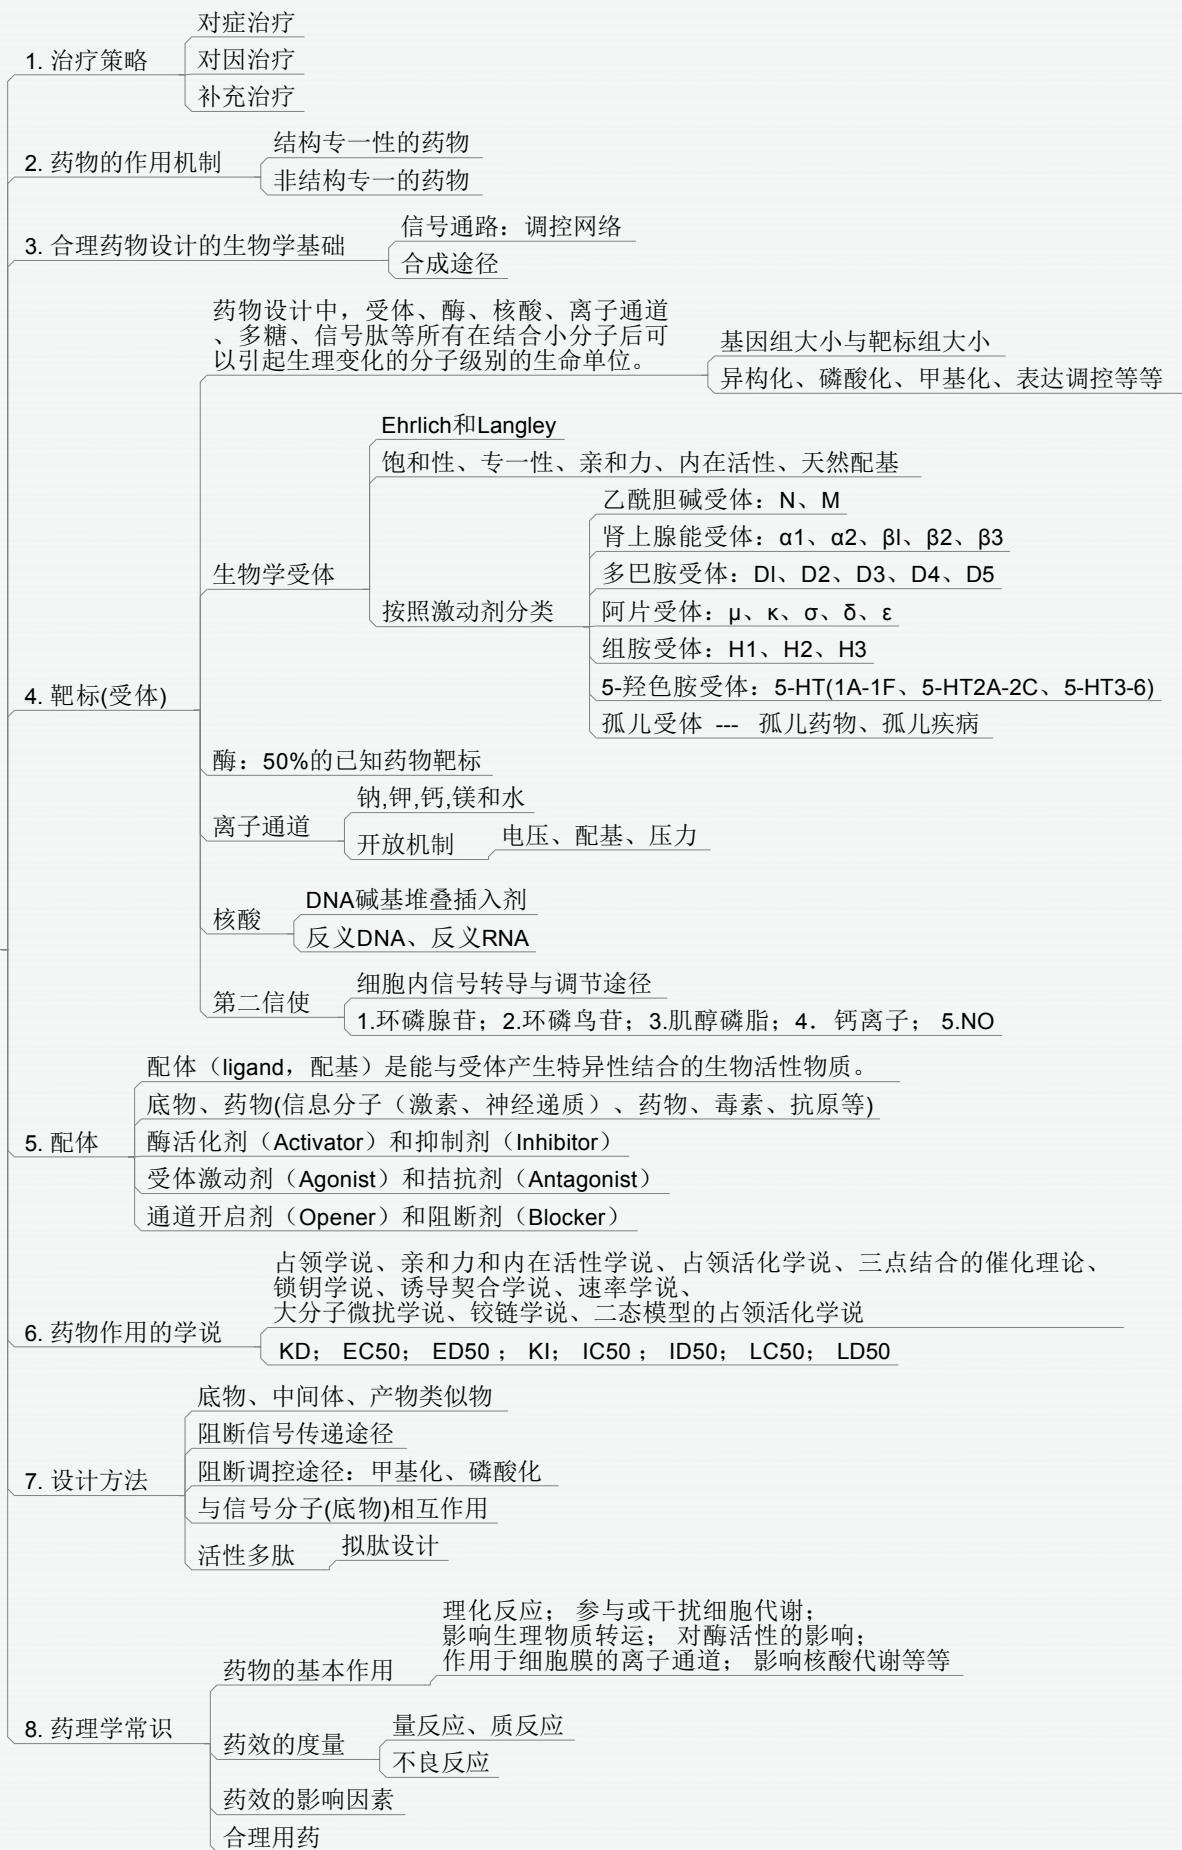 1. 治疗策略
对症治疗
对因治疗
补充治疗
2. 药物的作用机制
结构专一性的药物
非结构专一的药物
3. 合理药物设计的生物学基础
信号通路：调控网络
合成途径
4. 靶标(受体)
药物设计中，受体、酶、核酸、离子通道
、多糖、信号肽等所有在结合小分子后可
以引起生理变化的分子级别的生命单位。
基因组大小与靶标组大小
异构化、磷酸化、甲基化、表达调控等等
生物学受体
Ehrlich和Langley
饱和性、专一性、亲和力、内在活性、天然配基
按照激动剂分类
乙酰胆碱受体：N、M
肾上腺能受体：α1、α2、βl、β2、β3
多巴胺受体：Dl、D2、D3、D4、D5
阿片受体：μ、κ、σ、δ、ε
组胺受体：H1、H2、H3
5-羟色胺受体：5-HT(1A-1F、5-HT2A-2C、5-HT3-6)
孤儿受体 --- 孤儿药物、孤儿疾病
酶：50%的已知药物靶标
离子通道
钠,钾,钙,镁和水
开放机制
电压、配基、压力
核酸
DNA碱基堆叠插入剂
反义DNA、反义RNA
第二信使
细胞内信号转导与调节途径
1.环磷腺苷；2.环磷鸟苷；3.肌醇磷脂；4．钙离子； 5.NO
5. 配体
配体（ligand，配基）是能与受体产生特异性结合的生物活性物质。
底物、药物(信息分子（激素、神经递质）、药物、毒素、抗原等)
酶活化剂（Activator）和抑制剂（Inhibitor）
受体激动剂（Agonist）和拮抗剂（Antagonist）
通道开启剂（Opener）和阻断剂（Blocker）
6. 药物作用的学说
占领学说、亲和力和内在活性学说、占领活化学说、三点结合的催化理论、
锁钥学说、诱导契合学说、速率学说、
大分子微扰学说、铰链学说、二态模型的占领活化学说
KD； EC50； ED50 ； KI； IC50 ； ID50； LC50； LD50
7. 设计方法
底物、中间体、产物类似物
阻断信号传递途径
阻断调控途径：甲基化、磷酸化
与信号分子(底物)相互作用
活性多肽
拟肽设计
8. 药理学常识
药物的基本作用
理化反应； 参与或干扰细胞代谢；
影响生理物质转运； 对酶活性的影响；
作用于细胞膜的离子通道； 影响核酸代谢等等
药效的度量
量反应、质反应
不良反应
药效的影响因素
合理用药